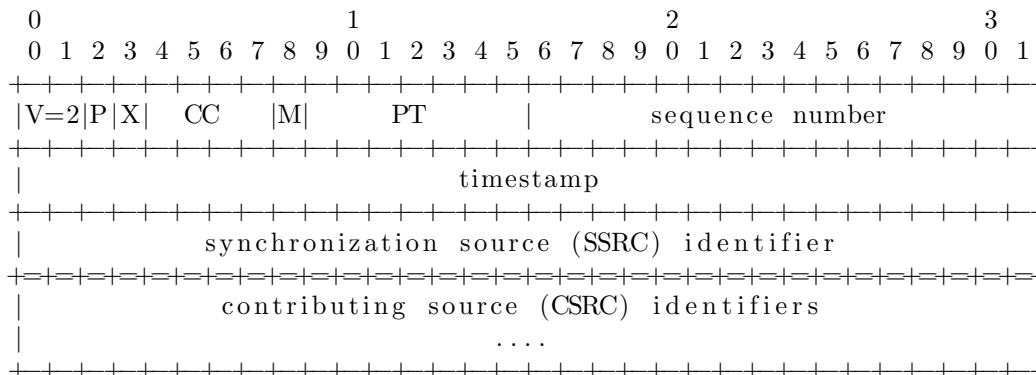 0 1 2 3
0 1 2 3 4 5 6 7 8 9 0 1 2 3 4 5 6 7 8 9 0 1 2 3 4 5 6 7 8 9 0 1
+-+-+-+-+-+-+-+-+-+-+-+-+-+-+-+-+-+-+-+-+-+-+-+-+-+-+-+-+-+-+-+-
|V=2|P|X| CC |M| PT | sequence number
+-+-+-+-+-+-+-+-+-+-+-+-+-+-+-+-+-+-+-+-+-+-+-+-+-+-+-+-+-+-+-+-
| timestamp
+-+-+-+-+-+-+-+-+-+-+-+-+-+-+-+-+-+-+-+-+-+-+-+-+-+-+-+-+-+-+-+-
| synchronization source (SSRC) identifier
+=+=+=+=+=+=+=+=+=+=+=+=+=+=+=+=+=+=+=+=+=+=+=+=+=+=+=+=+=+=+=+=
| contributing source (CSRC) identifiers
| ....
+-+-+-+-+-+-+-+-+-+-+-+-+-+-+-+-+-+-+-+-+-+-+-+-+-+-+-+-+-+-+-+-